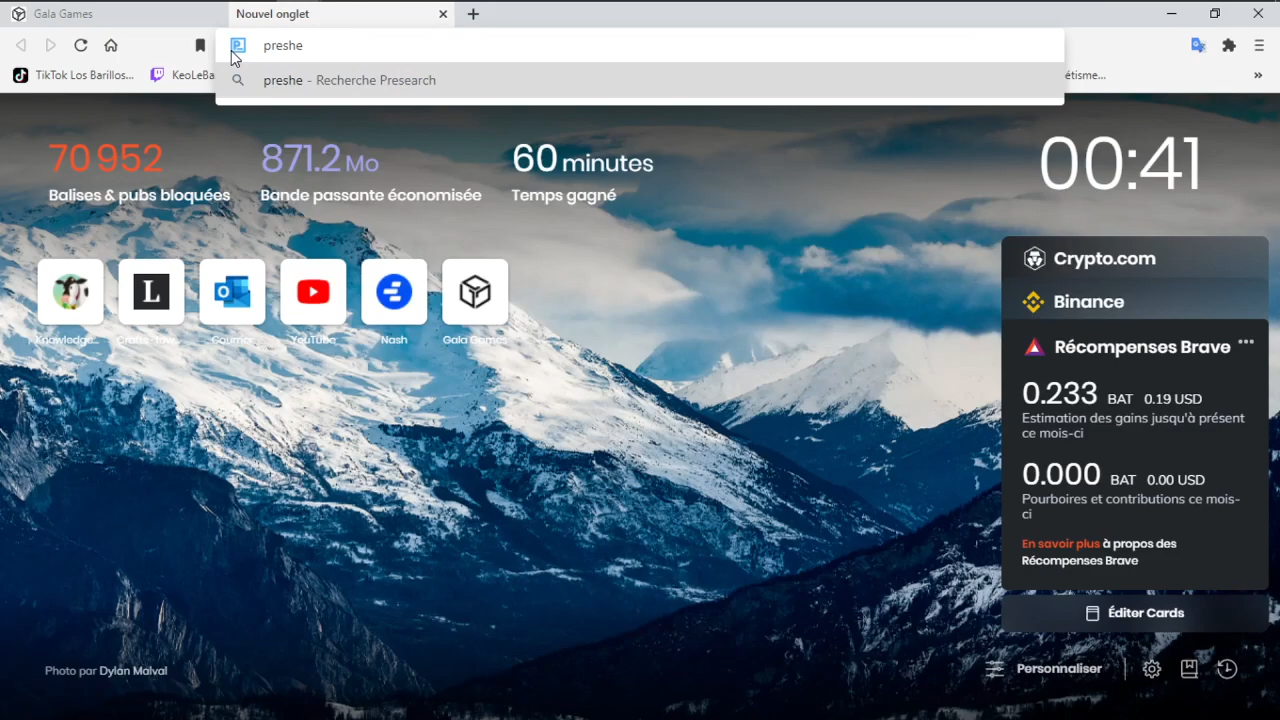 Gala Games
Nouvel onglet
preshe
preshe - Recherche Presearch
TikTok Los Barillos...
KeoLeBa
étisme...
»
70 952
Balises & pubs bloquées
871.2 Mo
Bande passante économisée
60 minutes
Temps gagné
00:41
Knowledge...
L
YouTube
Nash
Gala Games
Crypto.com
Binance
Récompenses Brave
0.233 BAT 0.19 USD
Estimation des gains jusqu'à présent
ce mois-ci
0.000 BAT 0.00 USD
Pourboires et contributions ce mois-
ci
En savoir plus à propos des
Récompenses Brave
Éditer Cards
Photo par Dylan Malval
Personnaliser